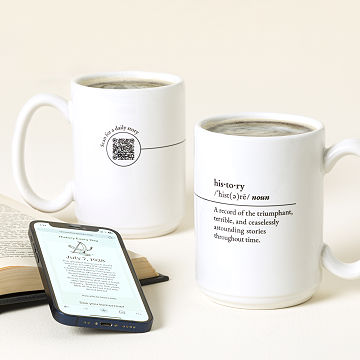 Scan for a daily story
his•to•ry
/'hist(ə)rē/ noun
A record of the triumphant,
terrible, and ceaselessly
astounding stories
throughout time.
July 7, 1928